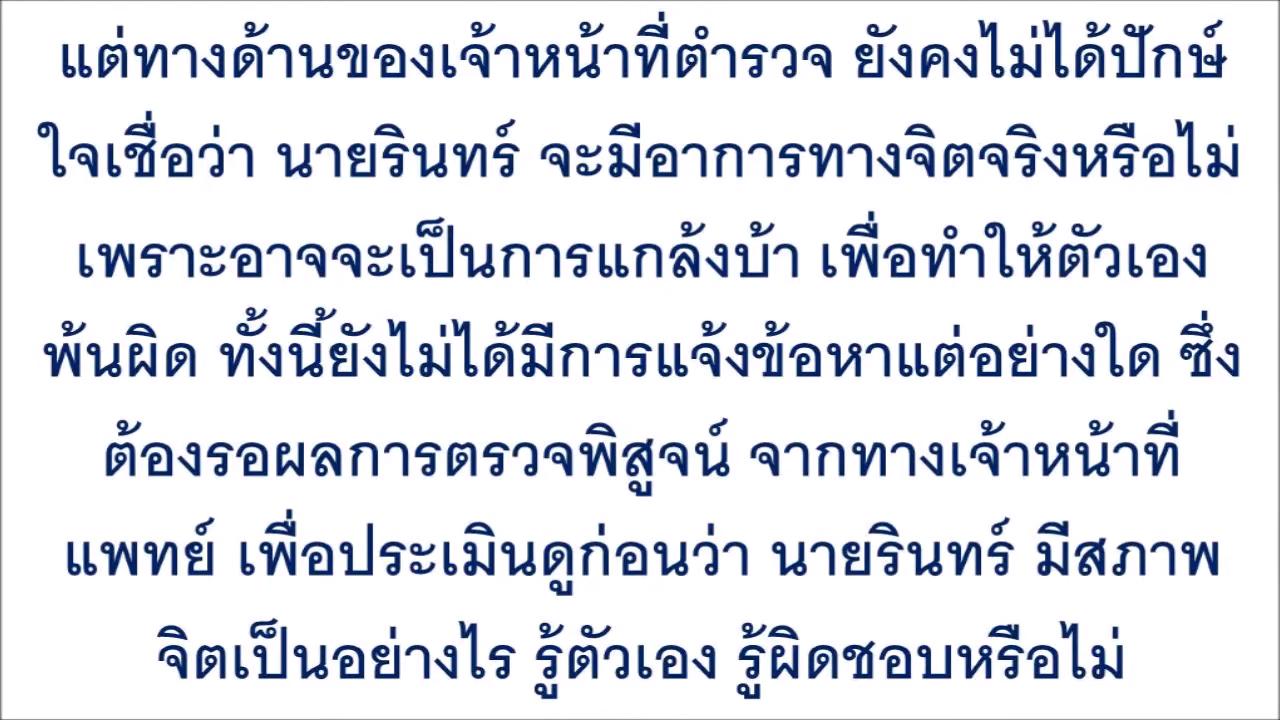 แต่ทางด้านของเจ้าหน้าที่ตำรวจ ยังคงไม่ได้ปักษ์
ใจเชื่อว่า นายรินทร์ จะมีอาการทางจิตจริงหรือไม่
เพราะอาจจะเป็นการแกล้งบ้า เพื่อทำให้ตัวเอง
พ้นผิด ทั้งนี้ยังไม่ได้มีการแจ้งข้อหาแต่อย่างใด ซึ่ง
ต้องรอผลการตรวจพิสูจน์ จากทางเจ้าหน้าที่
แพทย์ เพื่อประเมินดูก่อนว่า นายรินทร์ มีสภาพ
จิตเป็นอย่างไร รู้ตัวเอง รู้ผิดชอบหรือไม่